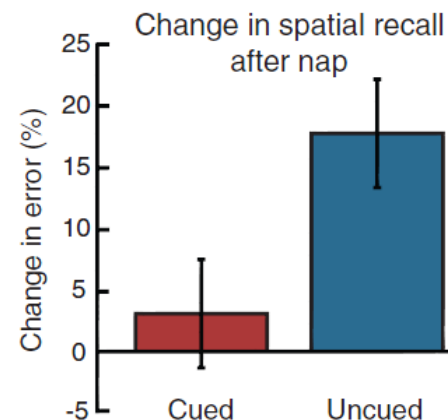 Change in spatial recall
after nap
Change in error (%)
25
20
15
10
5
0
-5
Cued Uncued